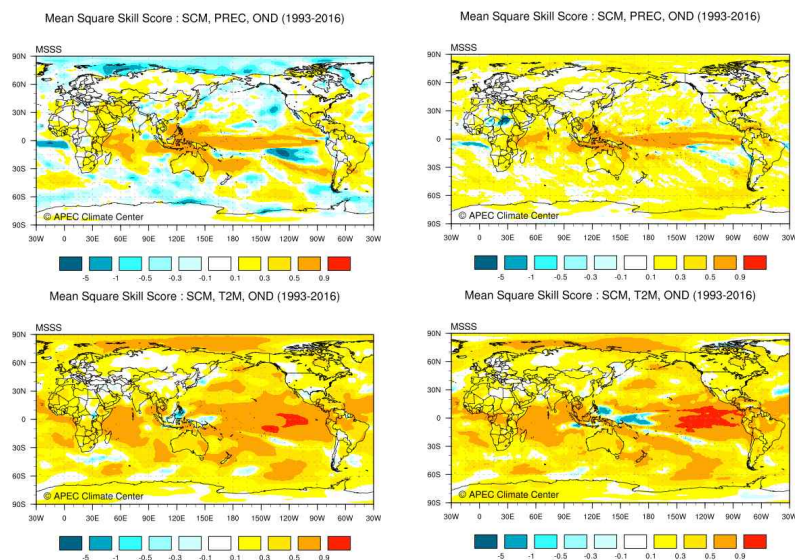 Mean Square Skill Score : SCM, PREC, OND (1993-2016)
MSSS
90N
60N
30N
0
30S
60S
90S
© APEC Climate Center
30W 0 30E 60E 90E 120E 150E 180 150W 120W 90W 60W 30W
-5 -1 -0.5 -0.3 -0.1 0.1 0.3 0.5 0.9
Mean Square Skill Score : SCM, PREC, OND (1993-2016)
MSSS
90N
60N
30N
0
30S
60S
90S
© APEC Climate Center
30W 0 30E 60E 90E 120E 150E 180 150W 120W 90W 60W 30W
-5 -1 -0.5 -0.3 -0.1 0.1 0.3 0.5 0.9
Mean Square Skill Score : SCM, T2M, OND (1993-2016)
MSSS
90N
60N
30N
0
30S
60S
90S
© APEC Climate Center
30W 0 30E 60E 90E 120E 150E 180 150W 120W 90W 60W 30W
-5 -1 -0.5 -0.3 -0.1 0.1 0.3 0.5 0.9
Mean Square Skill Score : SCM, T2M, OND (1993-2016)
MSSS
90N
60N
30N
0
30S
60S
90S
© APEC Climate Center
30W 0 30E 60E 90E 120E 150E 180 150W 120W 90W 60W 30W
-5 -1 -0.5 -0.3 -0.1 0.1 0.3 0.5 0.9